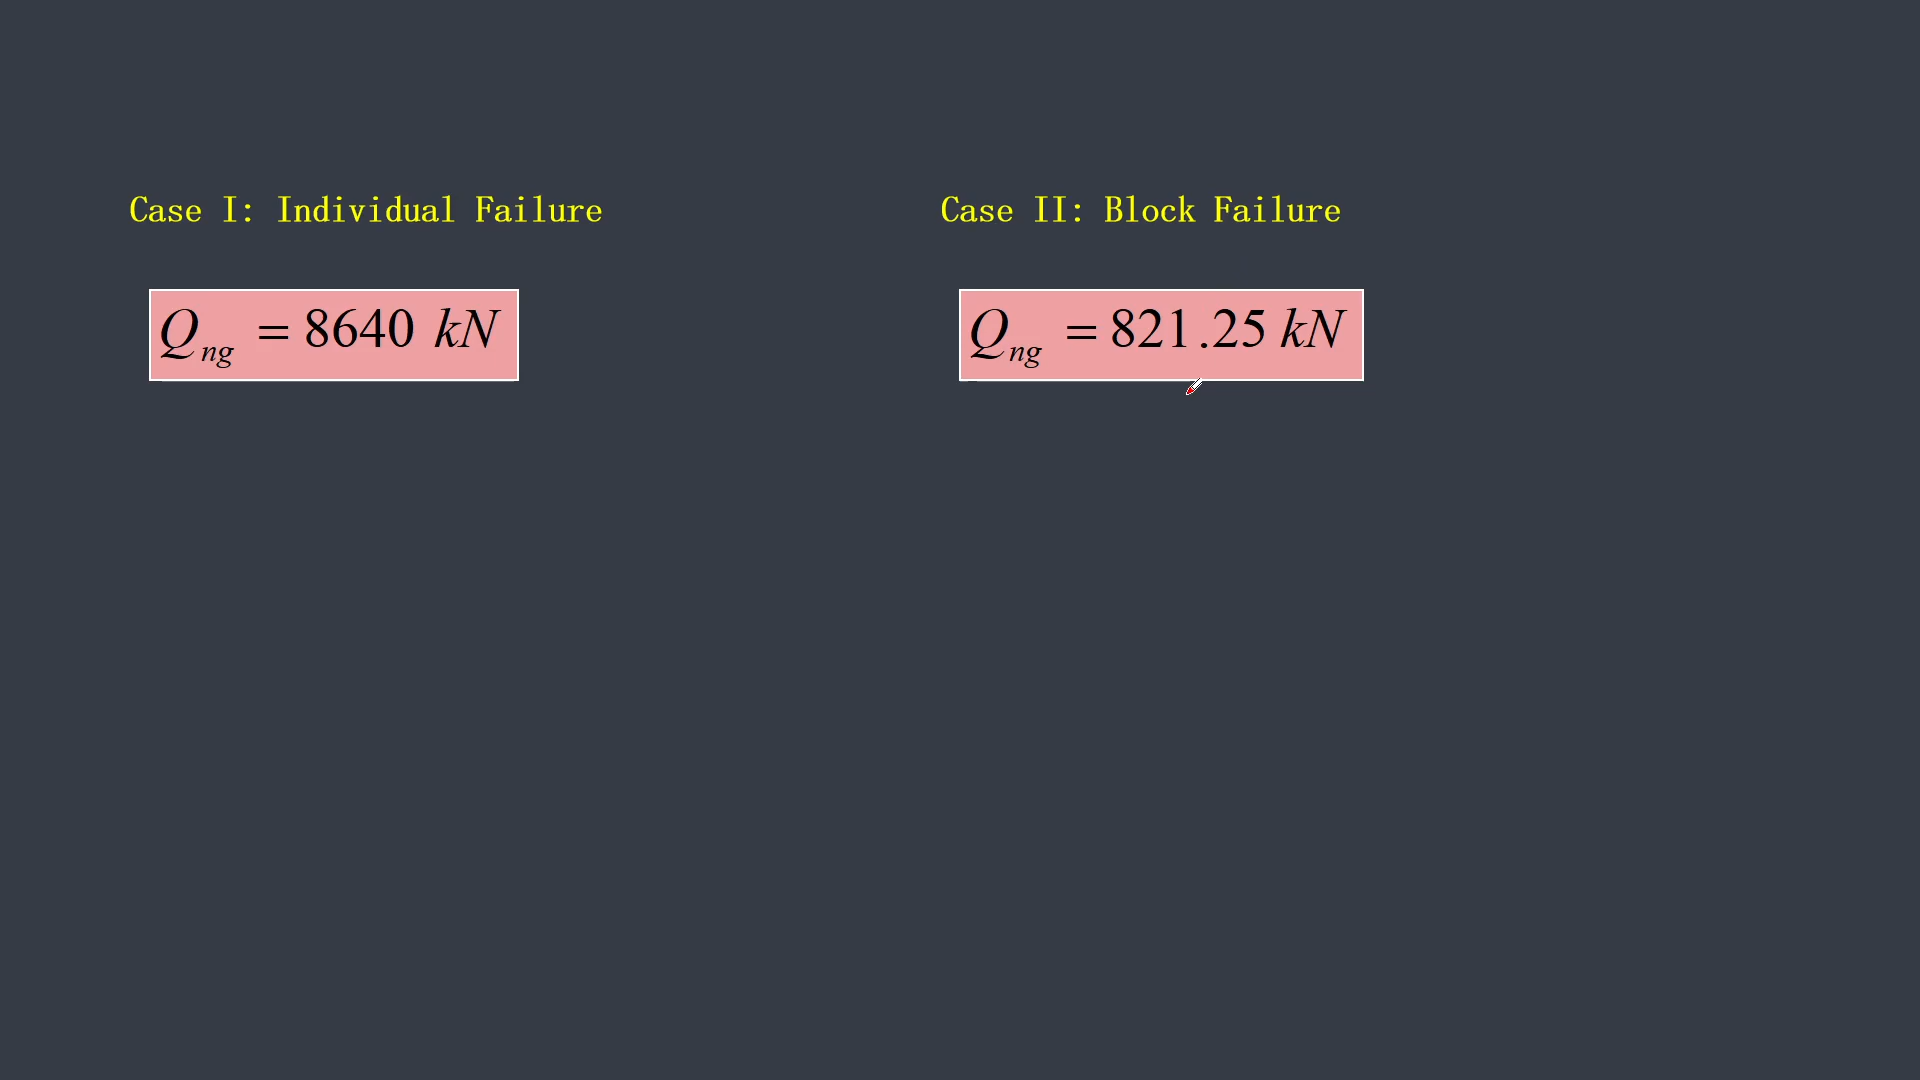 Case I: Individual Failure
Case II: Block Failure
Q_ng = 8640 kN
Q_ng = 821.25 kN